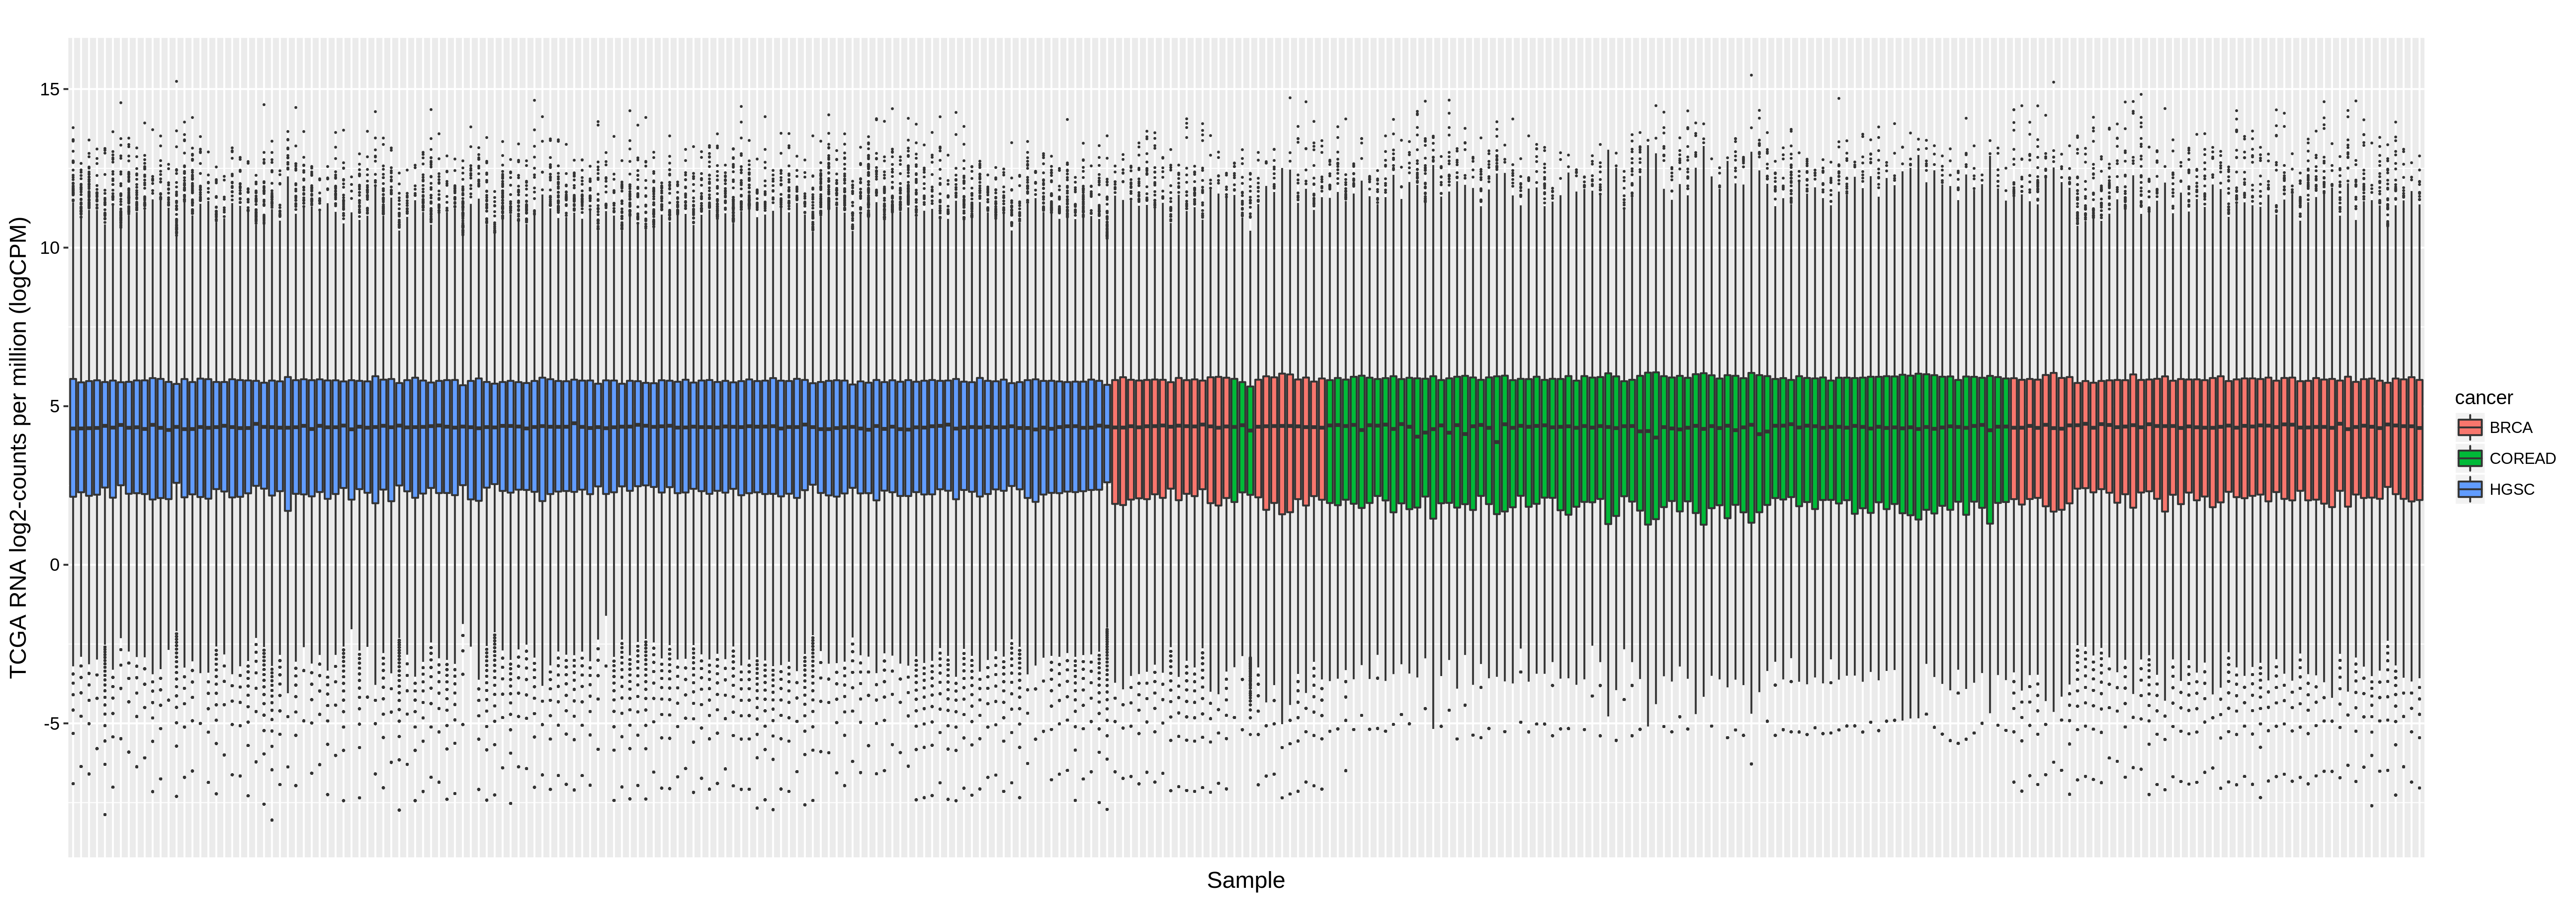 TCGA RNA log2-counts per million (logCPM)
15
10
5
0
-5
Sample
cancer
BRCA
COREAD
HGSC